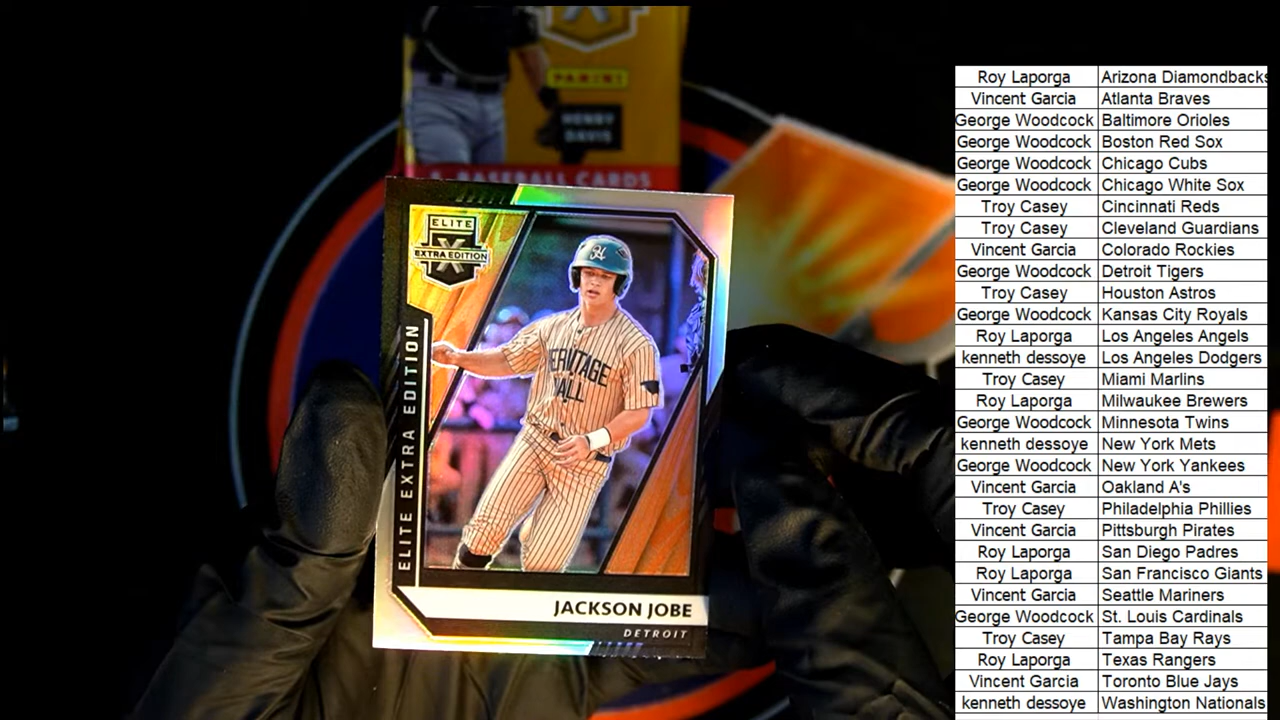 PANINI
HENRY
DAVIS
BASEBALL CARDS
ELITE
X
EXTRA EDITION
ELITE EXTRA EDITION
HERITAGE
HALL
JACKSON JOBE
DETROIT
Roy Laporga Arizona Diamondbacks
Vincent Garcia Atlanta Braves
George Woodcock Baltimore Orioles
George Woodcock Boston Red Sox
George Woodcock Chicago Cubs
George Woodcock Chicago White Sox
Troy Casey Cincinnati Reds
Troy Casey Cleveland Guardians
Vincent Garcia Colorado Rockies
George Woodcock Detroit Tigers
Troy Casey Houston Astros
George Woodcock Kansas City Royals
Roy Laporga Los Angeles Angels
kenneth dessoye Los Angeles Dodgers
Troy Casey Miami Marlins
Roy Laporga Milwaukee Brewers
George Woodcock Minnesota Twins
kenneth dessoye New York Mets
George Woodcock New York Yankees
Vincent Garcia Oakland A's
Troy Casey Philadelphia Phillies
Vincent Garcia Pittsburgh Pirates
Roy Laporga San Diego Padres
Roy Laporga San Francisco Giants
Vincent Garcia Seattle Mariners
George Woodcock St. Louis Cardinals
Troy Casey Tampa Bay Rays
Roy Laporga Texas Rangers
Vincent Garcia Toronto Blue Jays
kenneth dessoye Washington Nationals